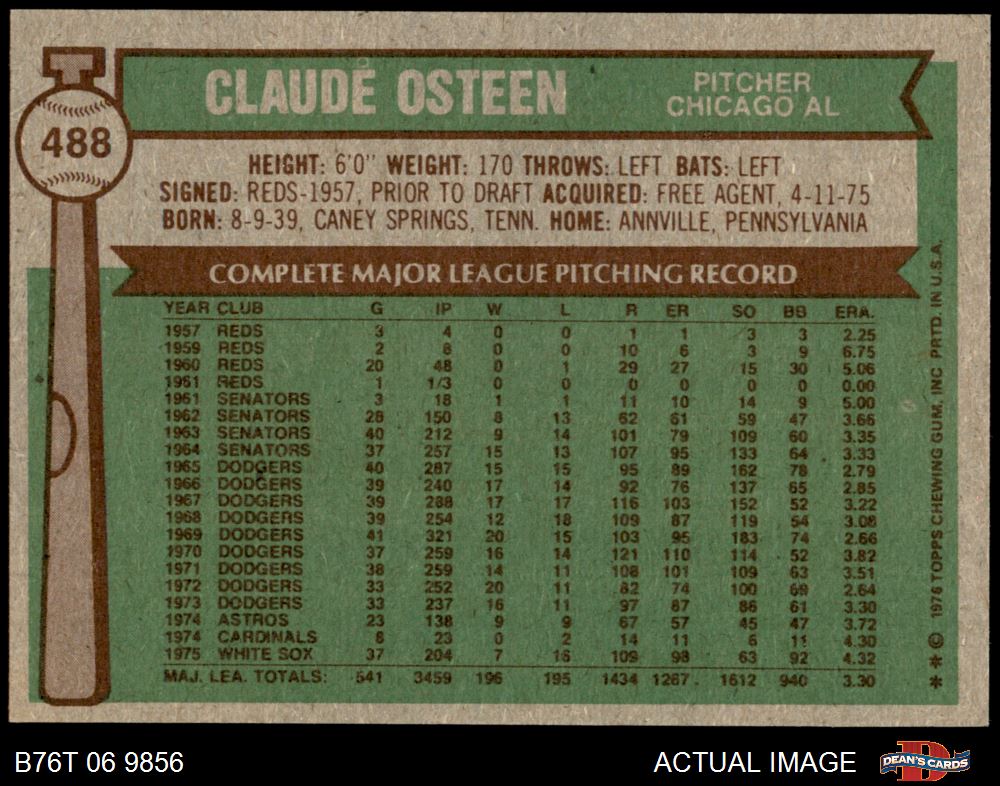 488
CLAUDE OSTEEN
PITCHER
CHICAGO AL
HEIGHT: 6'0" WEIGHT: 170 THROWS: LEFT BATS: LEFT
SIGNED: REDS-1957, PRIOR TO DRAFT ACQUIRED: FREE AGENT, 4-11-75
BORN: 8-9-39, CANEY SPRINGS, TENN. HOME: ANNVILLE, PENNSYLVANIA
COMPLETE MAJOR LEAGUE PITCHING RECORD
YEAR CLUB G IP W L R ER SO BB ERA.
1957 REDS 3 4 0 0 1 1 3 3 2.25
1959 REDS 2 8 0 0 10 6 3 9 6.75
1960 REDS 20 48 0 1 29 27 15 30 5.06
1961 REDS 1 1/3 0 0 0 0 0 0 0.00
1961 SENATORS 3 18 1 1 11 10 14 9 5.00
1962 SENATORS 28 150 8 13 62 61 59 47 3.66
1963 SENATORS 40 212 9 14 101 79 109 60 3.35
1964 SENATORS 37 257 15 13 107 95 133 64 3.33
1965 DODGERS 40 287 15 15 95 89 162 78 2.79
1966 DODGERS 39 240 17 14 92 76 137 65 2.85
1967 DODGERS 39 288 17 17 116 103 152 52 3.22
1968 DODGERS 39 254 12 18 109 87 119 54 3.08
1969 DODGERS 41 321 20 15 103 95 183 74 2.66
1970 DODGERS 37 259 16 14 121 110 114 52 3.82
1971 DODGERS 38 259 14 11 108 101 109 63 3.51
1972 DODGERS 33 252 20 11 82 74 100 69 2.64
1973 DODGERS 33 237 16 11 97 87 86 61 3.30
1974 ASTROS 23 138 9 9 67 57 45 47 3.72
1974 CARDINALS 8 23 0 2 14 11 6 11 4.30
1975 WHITE SOX 37 204 7 16 109 98 63 92 4.32
MAJ. LEA. TOTALS: 541 3459 196 195 1434 1267 1612 940 3.30
* * © 1976 TOPPS CHEWING GUM, INC PRTD. IN U.S.A.
B76T 06 9856
ACTUAL IMAGE
DEAN'S CARDS